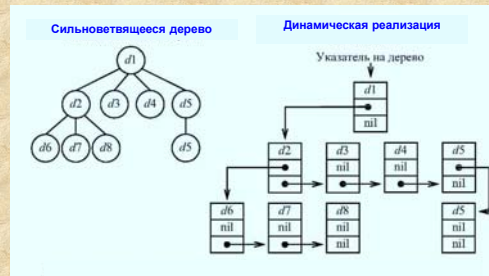 Сильноветвящееся дерево
Динамическая реализация
d1
d2 d3 d4 d5
d6 d7 d8 d5
Указатель на дерево
d1
nil
d2 d3 d4 d5
nil nil
nil
d6 d7 d8 d5
nil nil nil nil
nil nil